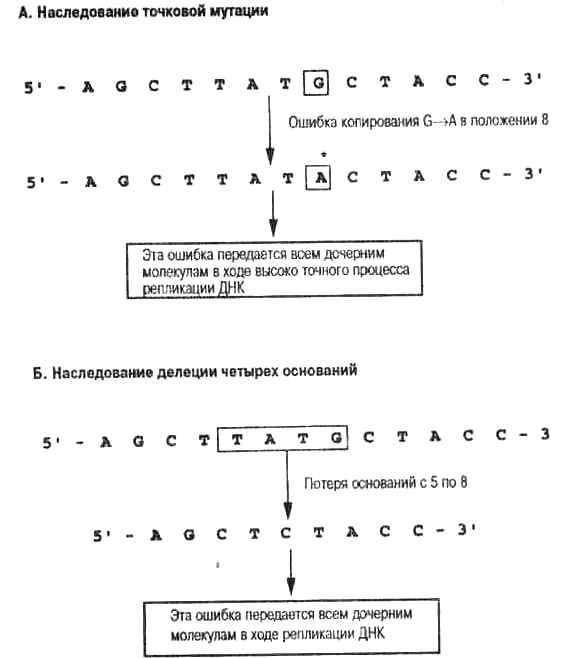 А. Наследование точковой мутации
5' - A G C T T A T G C T A C C - 3'
Ошибка копирования G→A в положении 8
*
5' - A G C T T A T A C T A C C - 3'
Эта ошибка передается всем дочерним
молекулам в ходе высоко точного процесса
репликации ДНК
Б. Наследование делеции четырех оснований
5' - A G C T T A T G C T A C C - 3
Потеря оснований с 5 по 8
5' - A G C T C T A C C - 3'
Эта ошибка передается всем дочерним
молекулам в ходе репликации ДНК